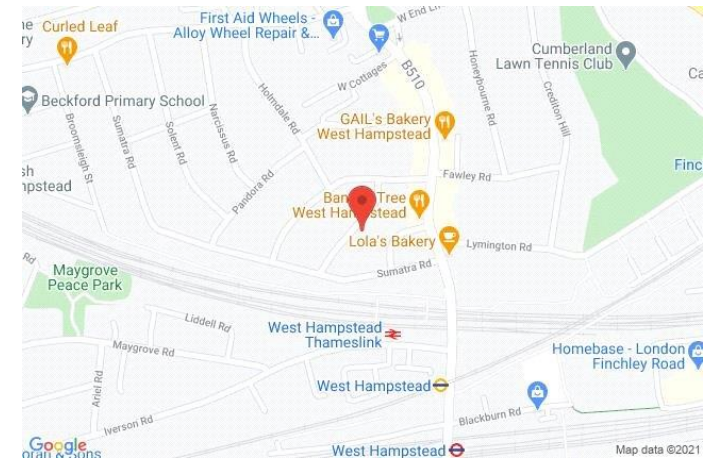 First Aid Wheels -
Alloy Wheel Repair &...
W End Ln
Curled Leaf
Cumberland
Lawn Tennis Club
W Cottages
B510
Honeybourne Rd
Crediton Hill
Beckford Primary School
Holmdale Rd
GAIL's Bakery
West Hampstead
Broomsleigh St
Sumatra Rd
Solent Rd
Narcissus Rd
Pandora Rd
Fawley Rd
Finc
West Hampstead
Lola's Bakery
Lymington Rd
Sumatra Rd
Rd
Maygrove
Peace Park
Liddell Rd
West Hampstead
Thameslink
Maygrove Rd
Homebase - London
Finchley Road
Ariel Rd
West Hampstead
Iverson Rd
Blackburn Rd
Google
West Hampstead
Map data ©2021